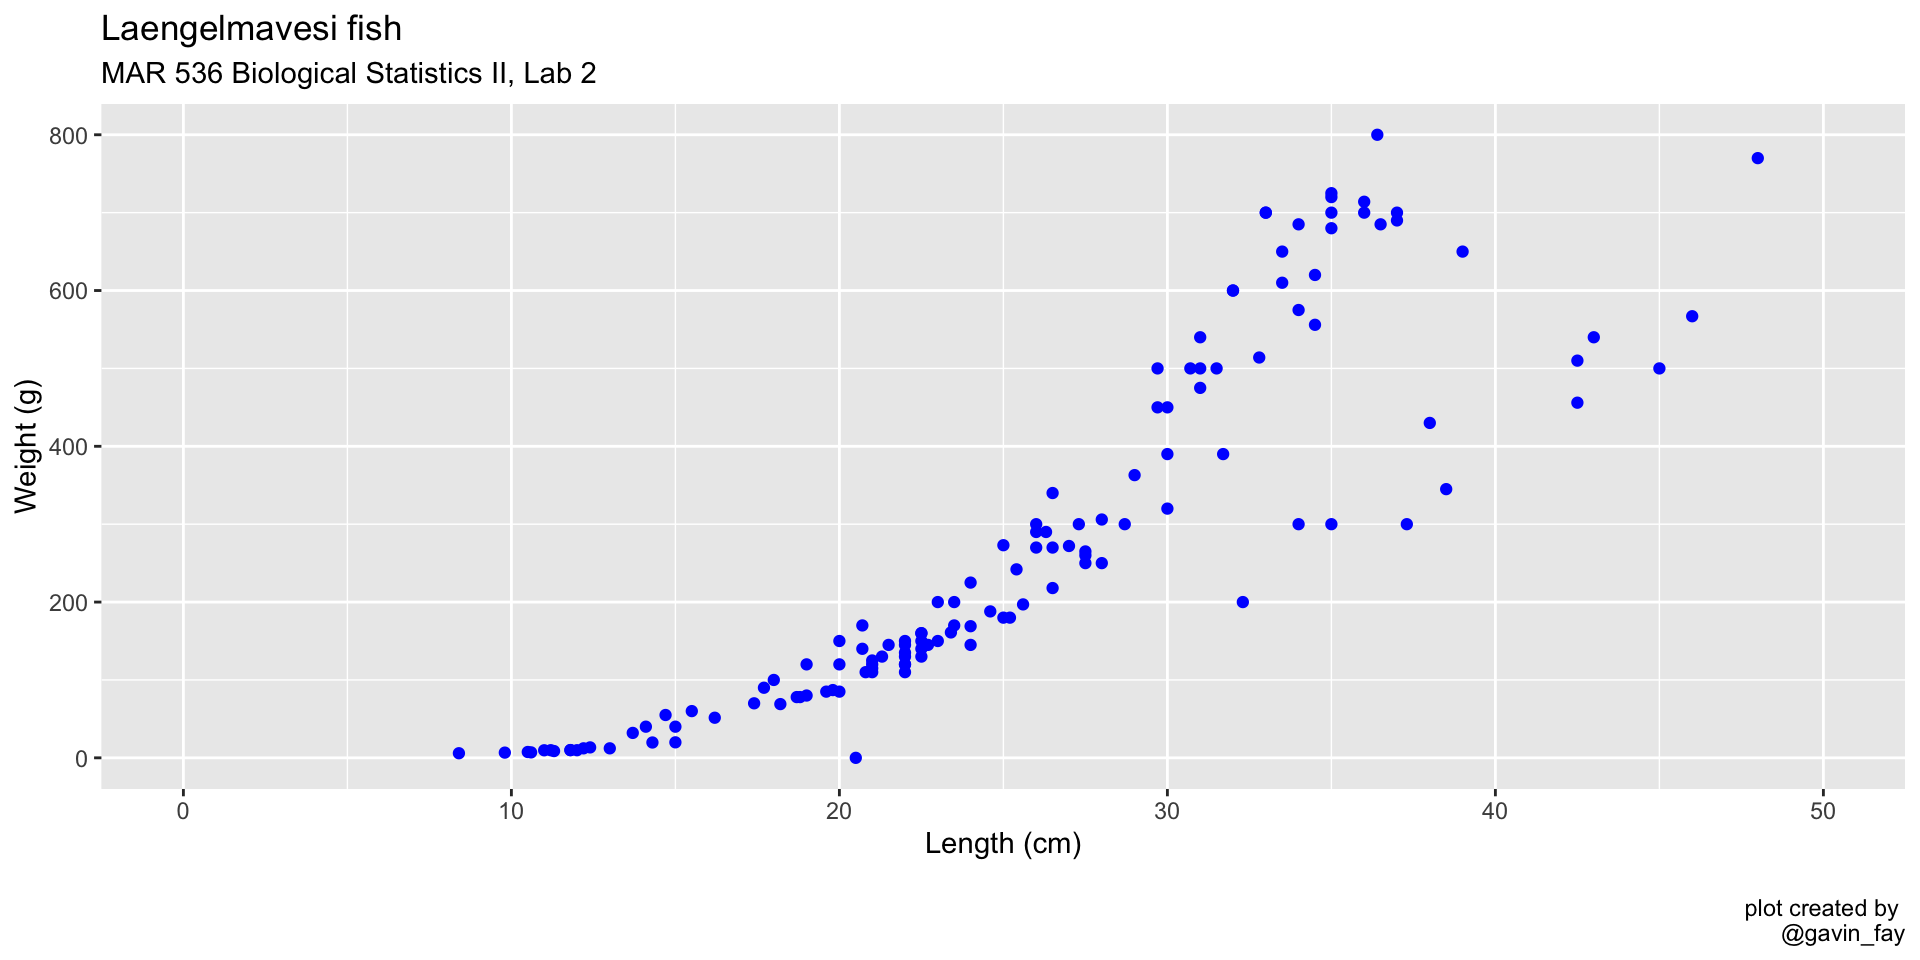 Laengelmavesi fish
MAR 536 Biological Statistics II, Lab 2
800
600
400
200
0
Weight (g)
0 10 20 30 40 50
Length (cm)
plot created by
@gavin_fay